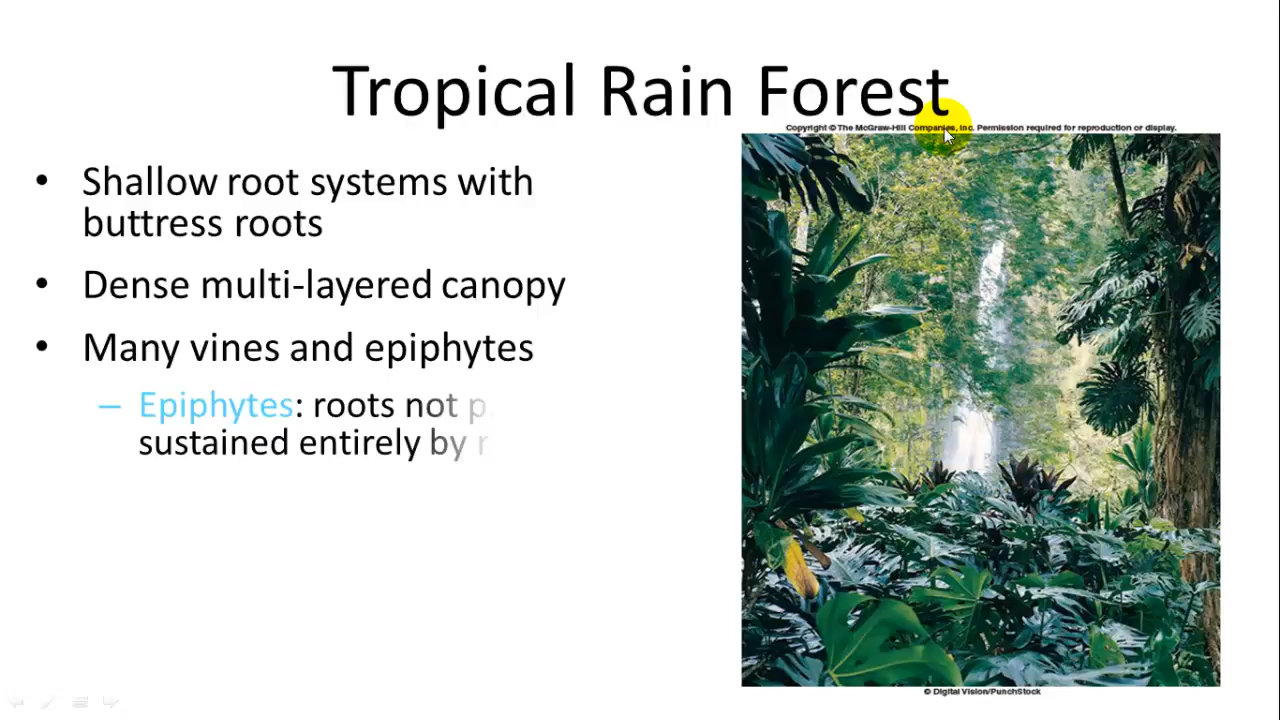 Tropical Rain Forest
Copyright © The McGraw-Hill Companies, Inc. Permission required for reproduction or display.
• Shallow root systems with
buttress roots
• Dense multi-layered canopy
• Many vines and epiphytes
– Epiphytes: roots not
sustained entirely by
© Digital Vision/PunchStock